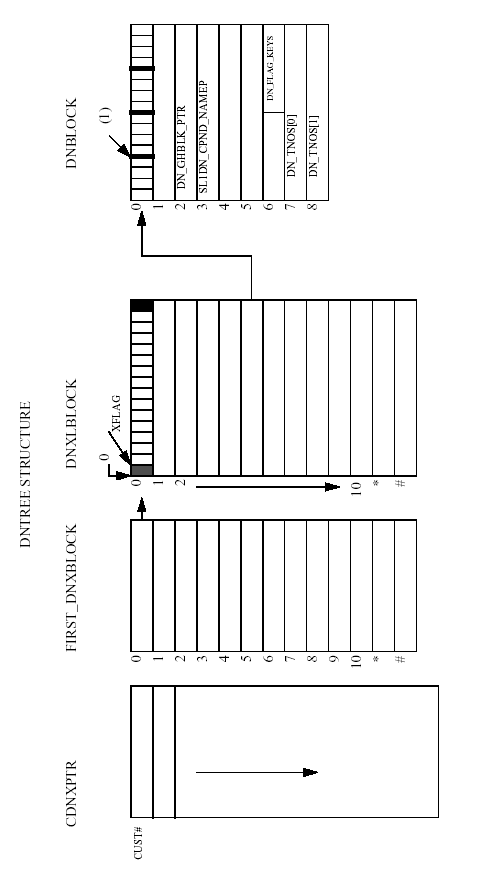 DNTREE STRUCTURE
CDNXPTR
FIRST_DNXBLOCK
DNXLBLOCK
DNBLOCK
CUST#
0
1
2
3
4
5
6
7
8
9
10
*
#
0
XFLAG
0
1
2
10
*
#
(1)
0
1
2 DN_GHBLK_PTR
3 SL1DN_CPND_NAMEP
4
5
6 DN_FLAG_KEYS
7 DN_TNOS[0]
8 DN_TNOS[1]